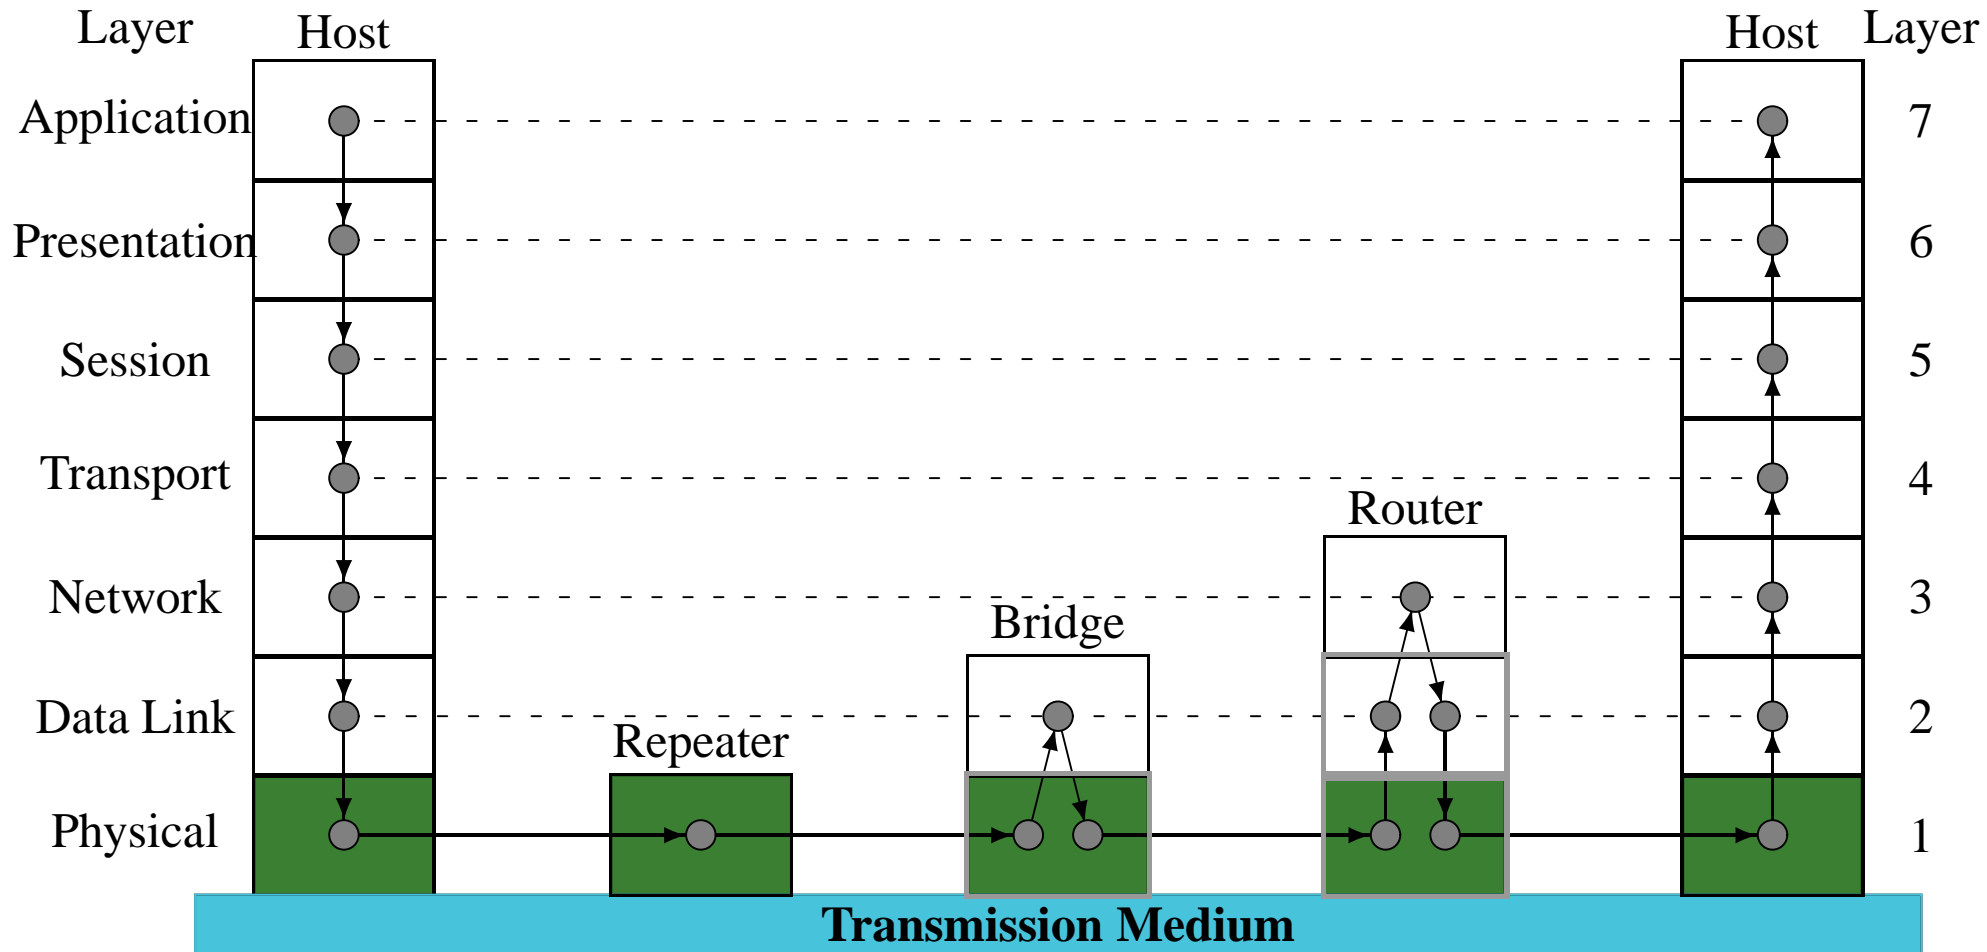 Layer Host Host Layer
Application 7
Presentation 6
Session 5
Transport 4
Router
Network 3
Bridge
Data Link 2
Repeater
Physical 1
Transmission Medium